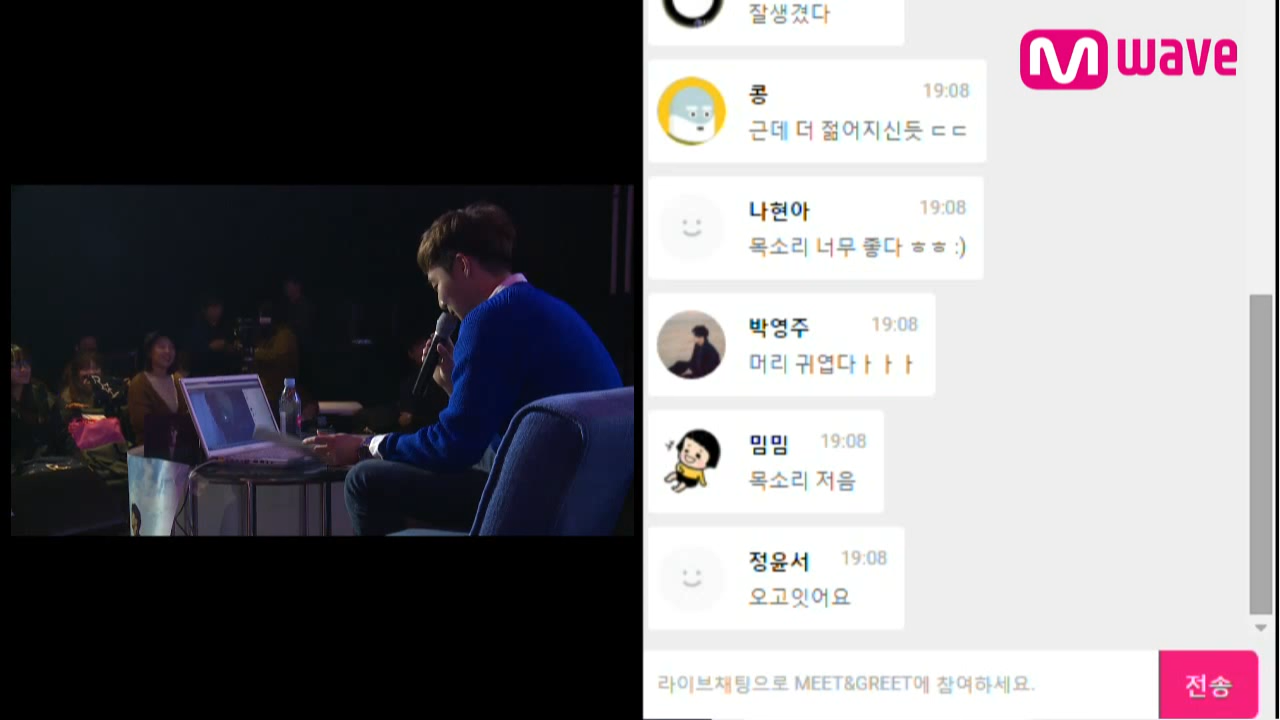 잘생겼다
M wave
콩 19:08
근데 더 젊어지신듯 ㄷㄷ
나현아 19:08
목소리 너무 좋다 ㅎㅎ :)
박영주 19:08
머리 귀엽다ㅏㅏㅏ
밈밈 19:08
목소리 저음
정윤서 19:08
오고잇어요
라이브채팅으로 MEET&GREET에 참여하세요.
전송